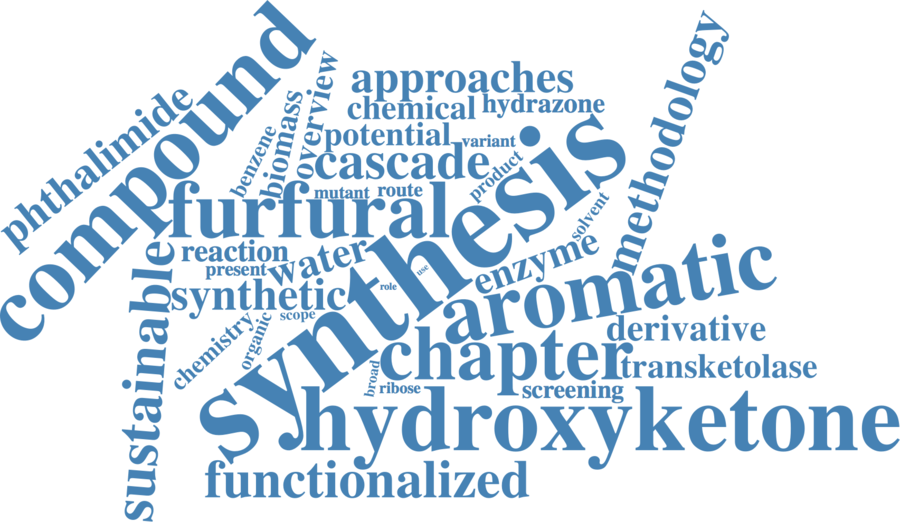 compound
phthalimide
benzene
biomass
overview
approaches
chemical
hydrazone
potential
variant
cascade
product
mutant
route
furfural
synthesis
solvent
methodology
reaction
present
water
use
role
enzyme
aromatic
sustainable
synthetic
scope
chemistry
organic
chapter
derivative
transketolase
broad
ribose
screening
hydroxyketone
functionalized